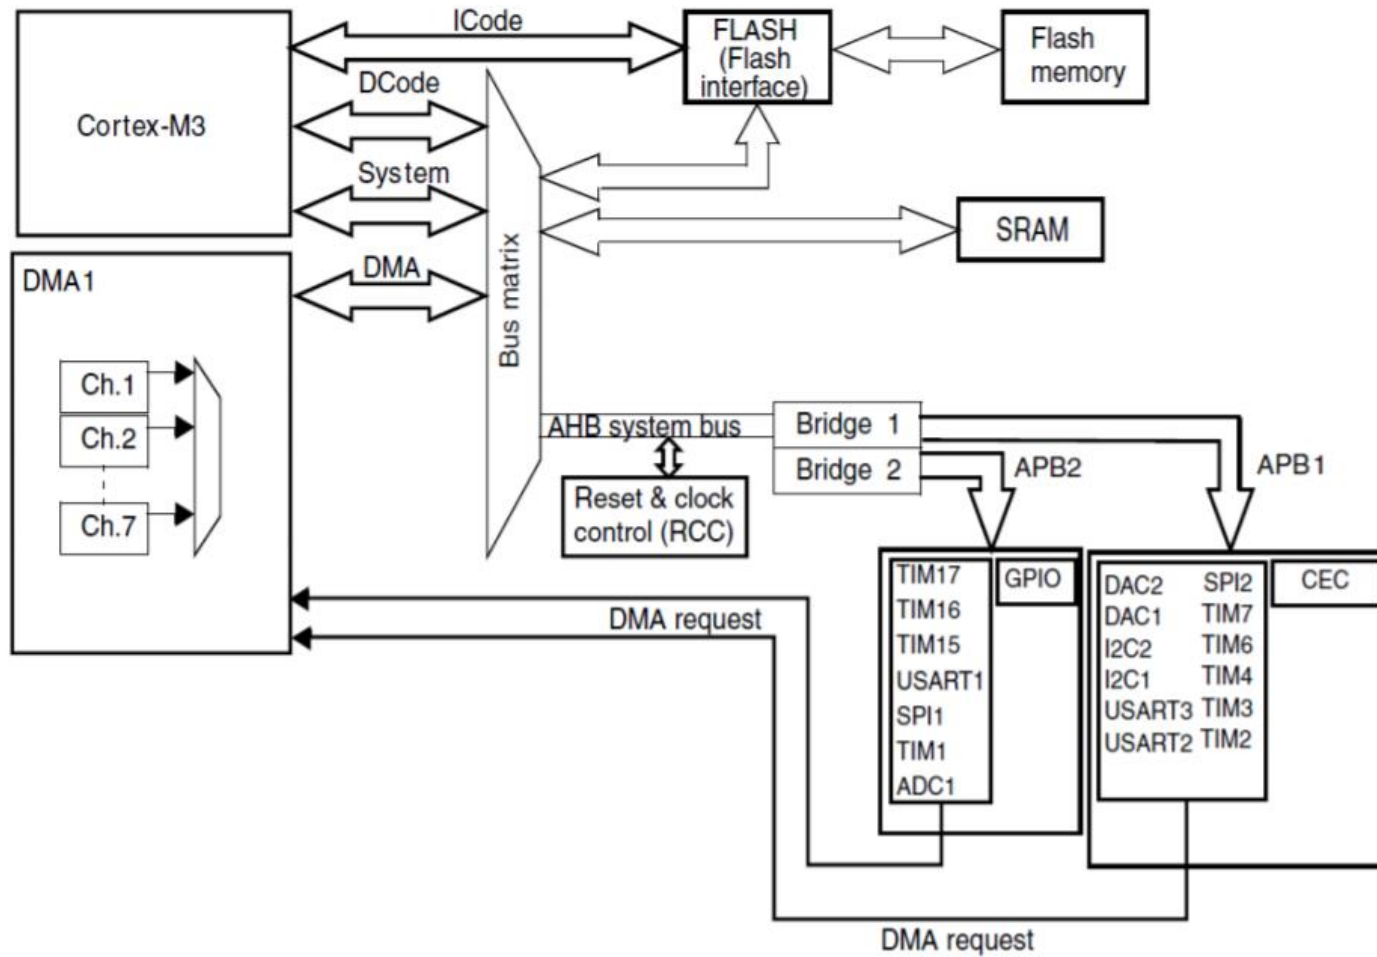 ICode
FLASH
(Flash
interface)
Flash
memory
Cortex-M3
DCode
System
SRAM
DMA1
DMA
Bus matrix
Ch.1
Ch.2
Ch.7
AHB system bus
Bridge 1
Bridge 2
APB2
APB1
Reset & clock
control (RCC)
TIM17
TIM16
TIM15
USART1
SPI1
TIM1
ADC1
GPIO
DAC2
DAC1
I2C2
I2C1
USART3
USART2
SPI2
TIM7
TIM6
TIM4
TIM3
TIM2
CEC
DMA request
DMA request